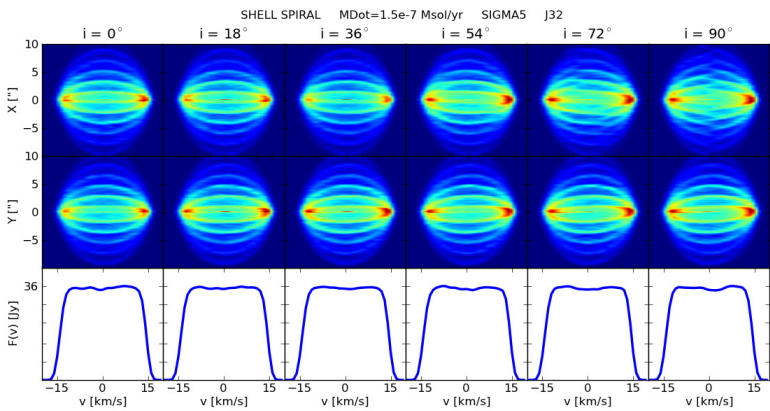 SHELL SPIRAL MDot=1.5e-7 Msol/yr SIGMA5 J32
i = 0° i = 18° i = 36° i = 54° i = 72° i = 90°
10
5
X ["]
0
−5
10
5
Y ["]
0
−5
36
F(v) [Jy]
−15 0 15 −15 0 15 −15 0 15 −15 0 15 −15 0 15 −15 0 15
v [km/s] v [km/s] v [km/s] v [km/s] v [km/s] v [km/s]